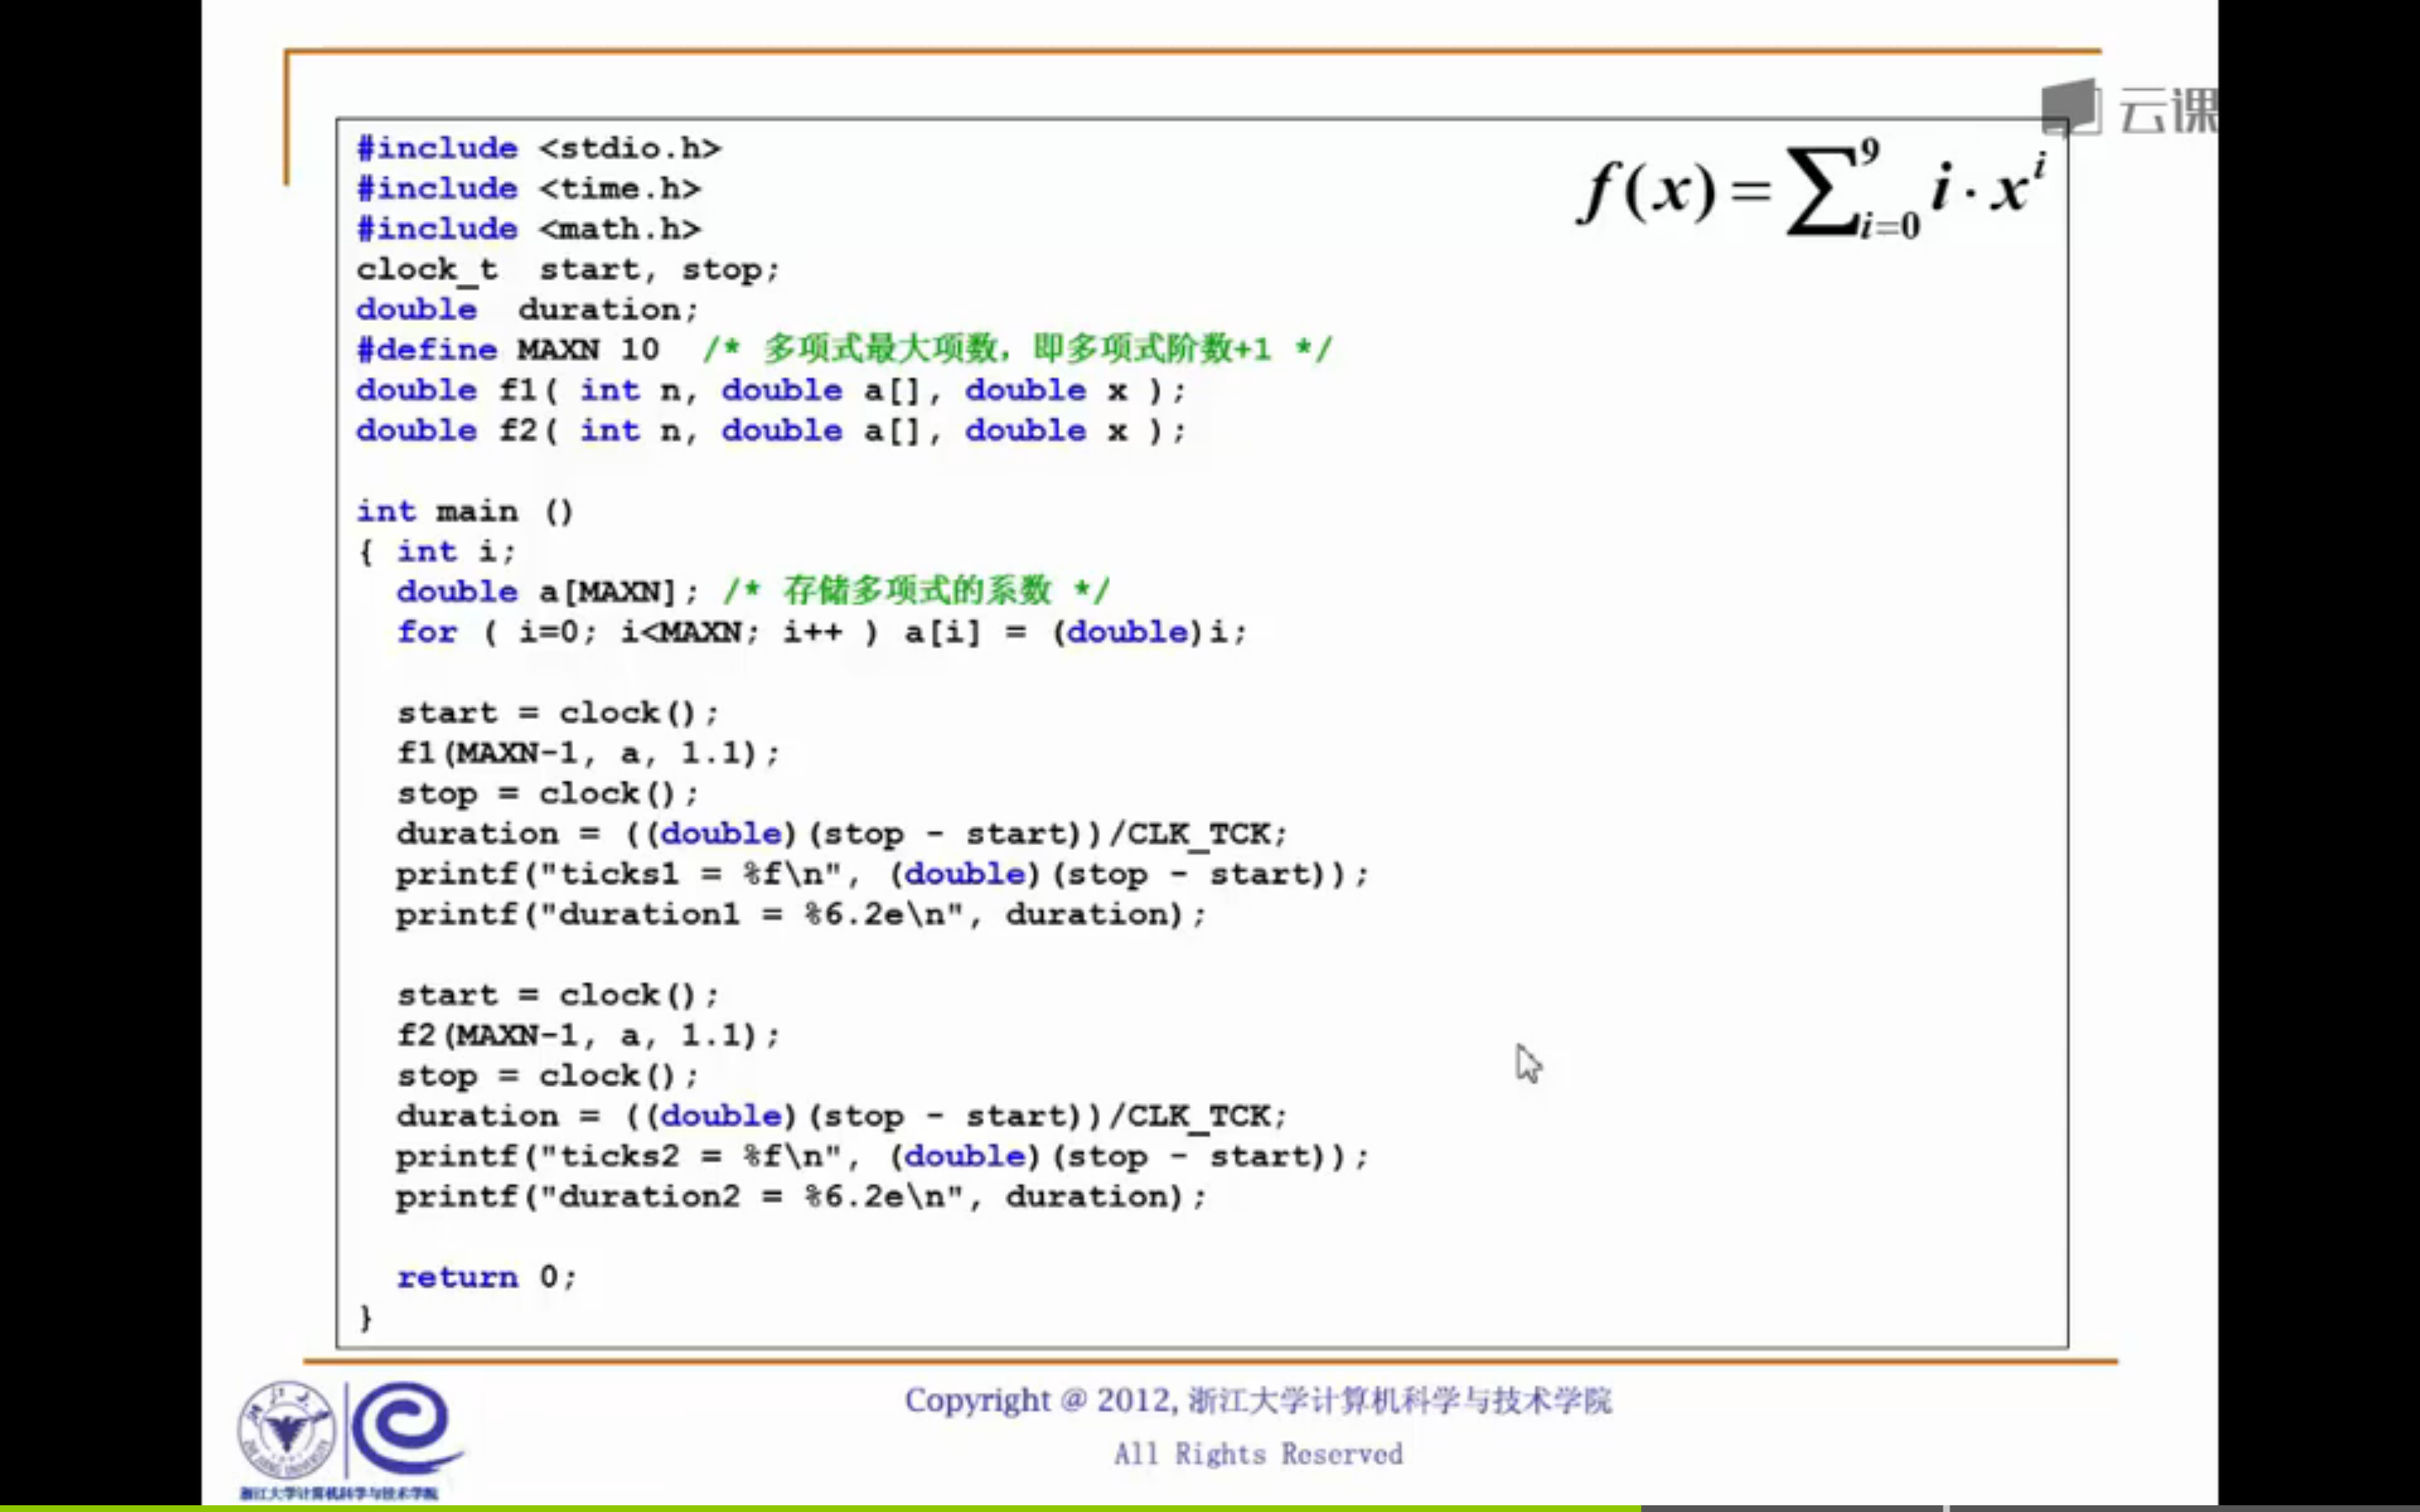 云课
#include <stdio.h>
#include <time.h>
#include <math.h>
clock_t  start, stop;
double  duration;
#define MAXN 10  /* 多项式最大项数，即多项式阶数+1 */
double f1( int n, double a[], double x );
double f2( int n, double a[], double x );
f(x)=∑_{i=0}^{9} i·x^i
int main ()
{ int i;
double a[MAXN]; /* 存储多项式的系数 */
for ( i=0; i<MAXN; i++ ) a[i] = (double)i;
start = clock();
f1(MAXN-1, a, 1.1);
stop = clock();
duration = ((double)(stop - start))/CLK_TCK;
printf("ticks1 = %f\n", (double)(stop - start));
printf("duration1 = %6.2e\n", duration);
start = clock();
f2(MAXN-1, a, 1.1);
stop = clock();
duration = ((double)(stop - start))/CLK_TCK;
printf("ticks2 = %f\n", (double)(stop - start));
printf("duration2 = %6.2e\n", duration);
return 0;
}
Copyright @ 2012, 浙江大学计算机科学与技术学院
All Rights Reserved
浙江大学计算机科学与技术学院